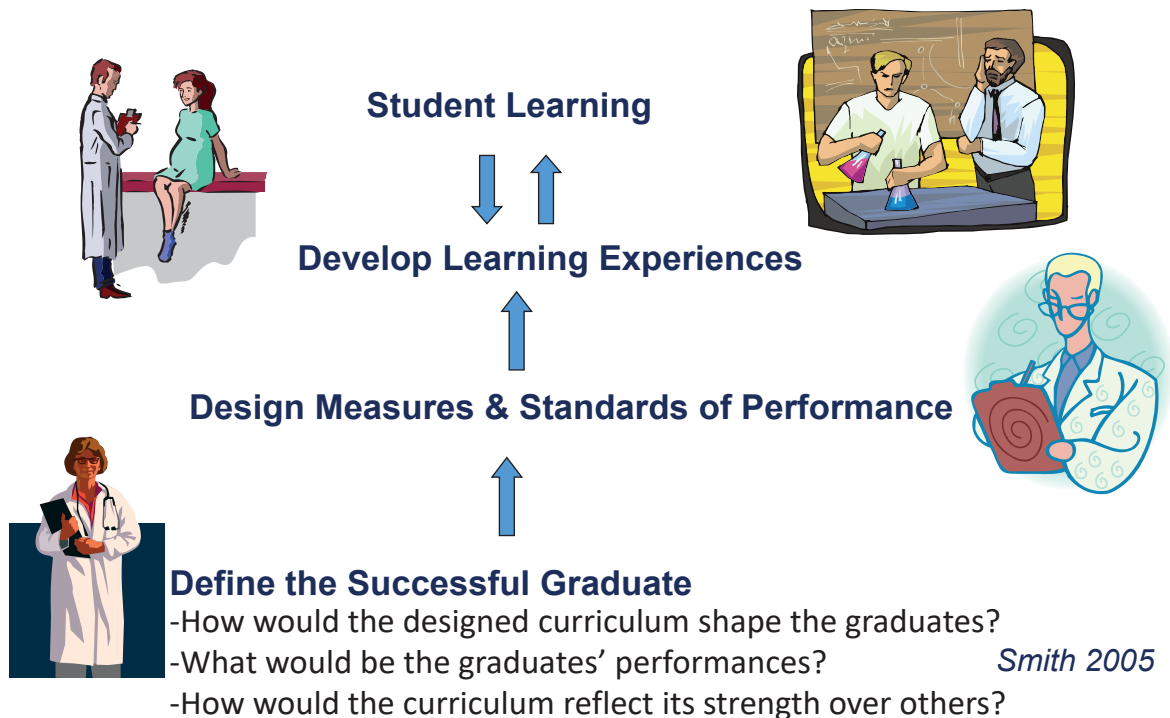 Student Learning
Develop Learning Experiences
Design Measures & Standards of Performance
Define the Successful Graduate
-How would the designed curriculum shape the graduates?
-What would be the graduates’ performances?
Smith 2005
-How would the curriculum reflect its strength over others?